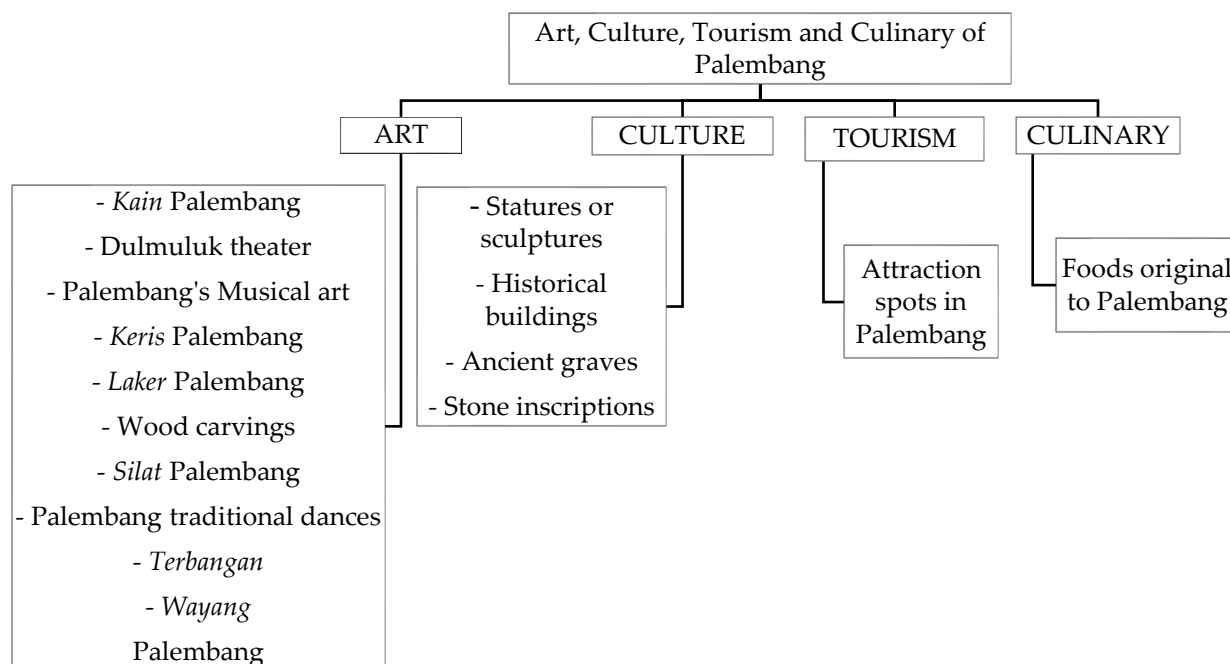 Art, Culture, Tourism and Culinary of
Palembang
ART
CULTURE
TOURISM
CULINARY
- Kain Palembang
- Dulmuluk theater
- Palembang's Musical art
- Keris Palembang
- Laker Palembang
- Wood carvings
- Silat Palembang
- Palembang traditional dances
- Terbangan
- Wayang
Palembang
- Statures or
sculptures
- Historical
buildings
- Ancient graves
- Stone inscriptions
Attraction
spots in
Palembang
Foods original
to Palembang